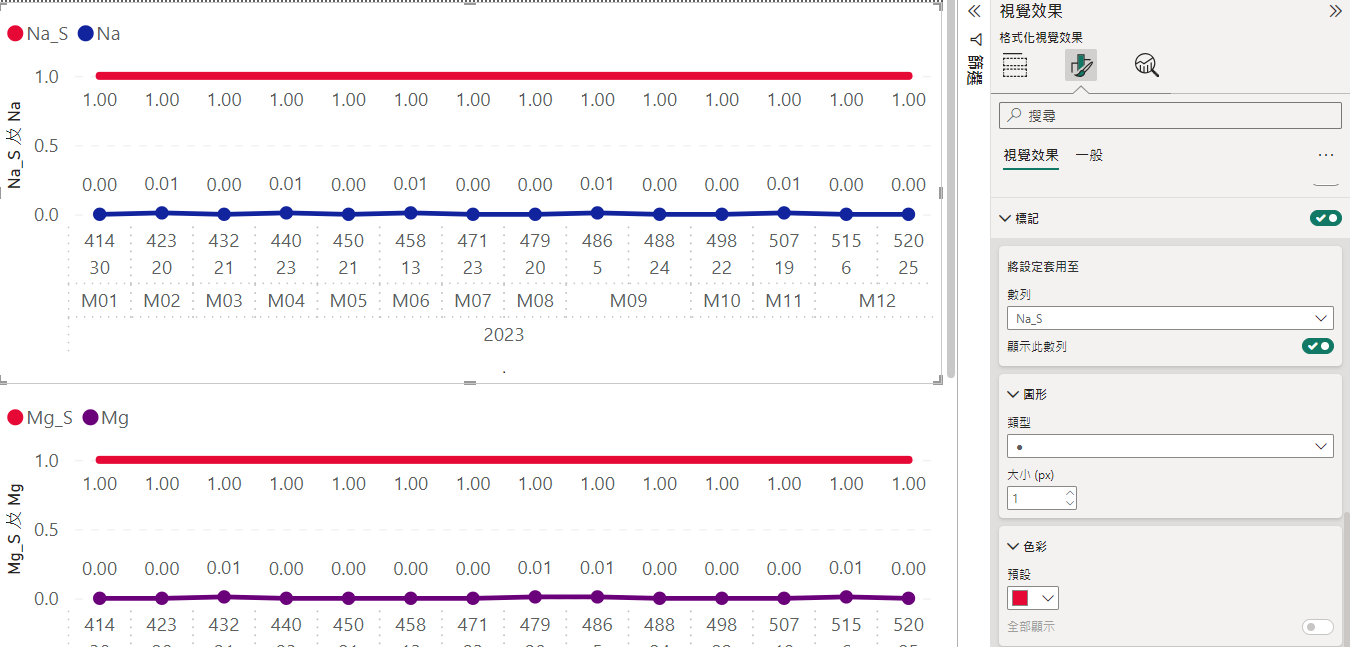 Na_S Na
1.0
1.00 1.00 1.00 1.00 1.00 1.00 1.00 1.00 1.00 1.00 1.00 1.00 1.00 1.00
Na_S 及 Na
0.5
0.00 0.01 0.00 0.01 0.00 0.01 0.00 0.00 0.01 0.00 0.00 0.01 0.00 0.00
0.0
414 423 432 440 450 458 471 479 486 488 498 507 515 520
30 20 21 23 21 13 23 20 5 24 22 19 6 25
M01 M02 M03 M04 M05 M06 M07 M08 M09 M10 M11 M12
2023
.
Mg_S Mg
1.0
1.00 1.00 1.00 1.00 1.00 1.00 1.00 1.00 1.00 1.00 1.00 1.00 1.00 1.00
Mg_S 及 Mg
0.5
0.00 0.00 0.01 0.00 0.00 0.00 0.00 0.01 0.01 0.00 0.00 0.00 0.01 0.00
0.0
414 423 432 440 450 458 471 479 486 488 498 507 515 520
篩選
視覺效果
格式化視覺效果
搜尋
視覺效果 一般
標記
將設定套用至
數列
Na_S
顯示此數列
圖形
類型
大小 (px)
1
色彩
預設
全部顯示